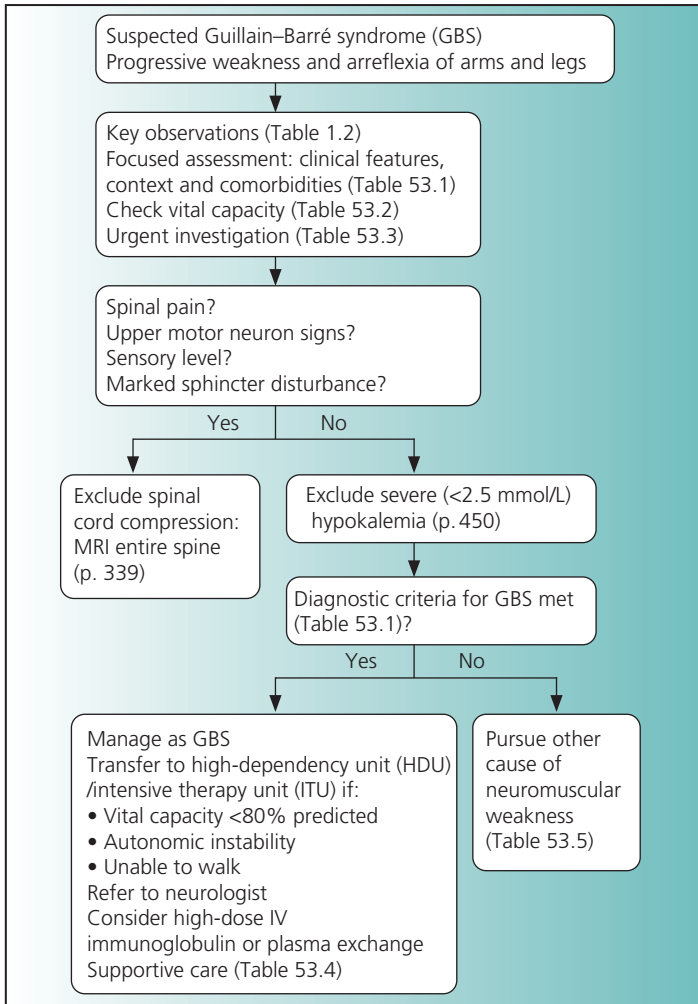 Suspected Guillain–Barré syndrome (GBS)
Progressive weakness and arreflexia of arms and legs
Key observations (Table 1.2)
Focused assessment: clinical features,
context and comorbidities (Table 53.1)
Check vital capacity (Table 53.2)
Urgent investigation (Table 53.3)
Spinal pain?
Upper motor neuron signs?
Sensory level?
Marked sphincter disturbance?
Yes
No
Exclude spinal
cord compression:
MRI entire spine
(p. 339)
Exclude severe (<2.5 mmol/L)
hypokalemia (p. 450)
Diagnostic criteria for GBS met
(Table 53.1)?
Yes
No
Manage as GBS
Transfer to high-dependency unit (HDU)
/intensive therapy unit (ITU) if:
• Vital capacity <80% predicted
• Autonomic instability
• Unable to walk
Refer to neurologist
Consider high-dose IV
immunoglobulin or plasma exchange
Supportive care (Table 53.4)
Pursue other
cause of
neuromuscular
weakness
(Table 53.5)